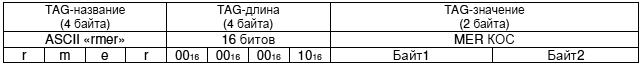 TAG-название TAG-длина TAG-значение
(4 байта) (4 байта) (2 байта)
ASCII «rmer» 16 битов MER КОС
r m e r 00₁₆ 00₁₆ 00₁₆ 10₁₆ Байт1 Байт2